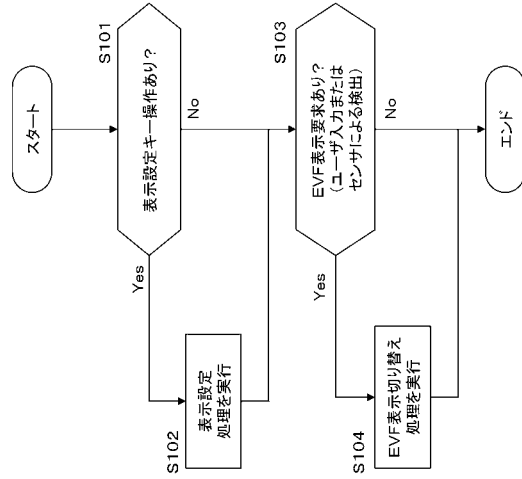 スタート
S101
表示設定キー操作あり?
Yes
No
S102
表示設定
処理を実行
S103
EVF表示要求あり?
(ユーザ入力または
センサによる検出)
Yes
No
S104
EVF表示切り替え
処理を実行
エンド